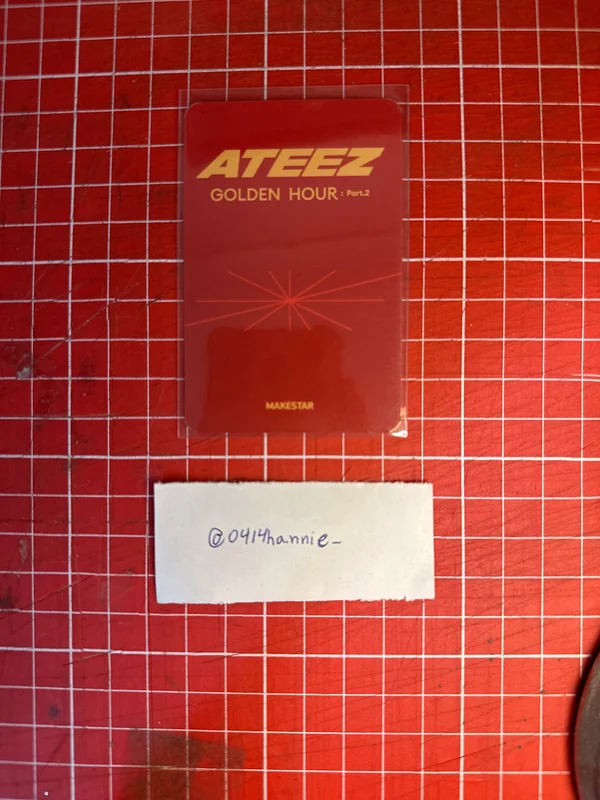 ATEEZ
GOLDEN HOUR : Part.2
MAKESTAR
@0414hannie_